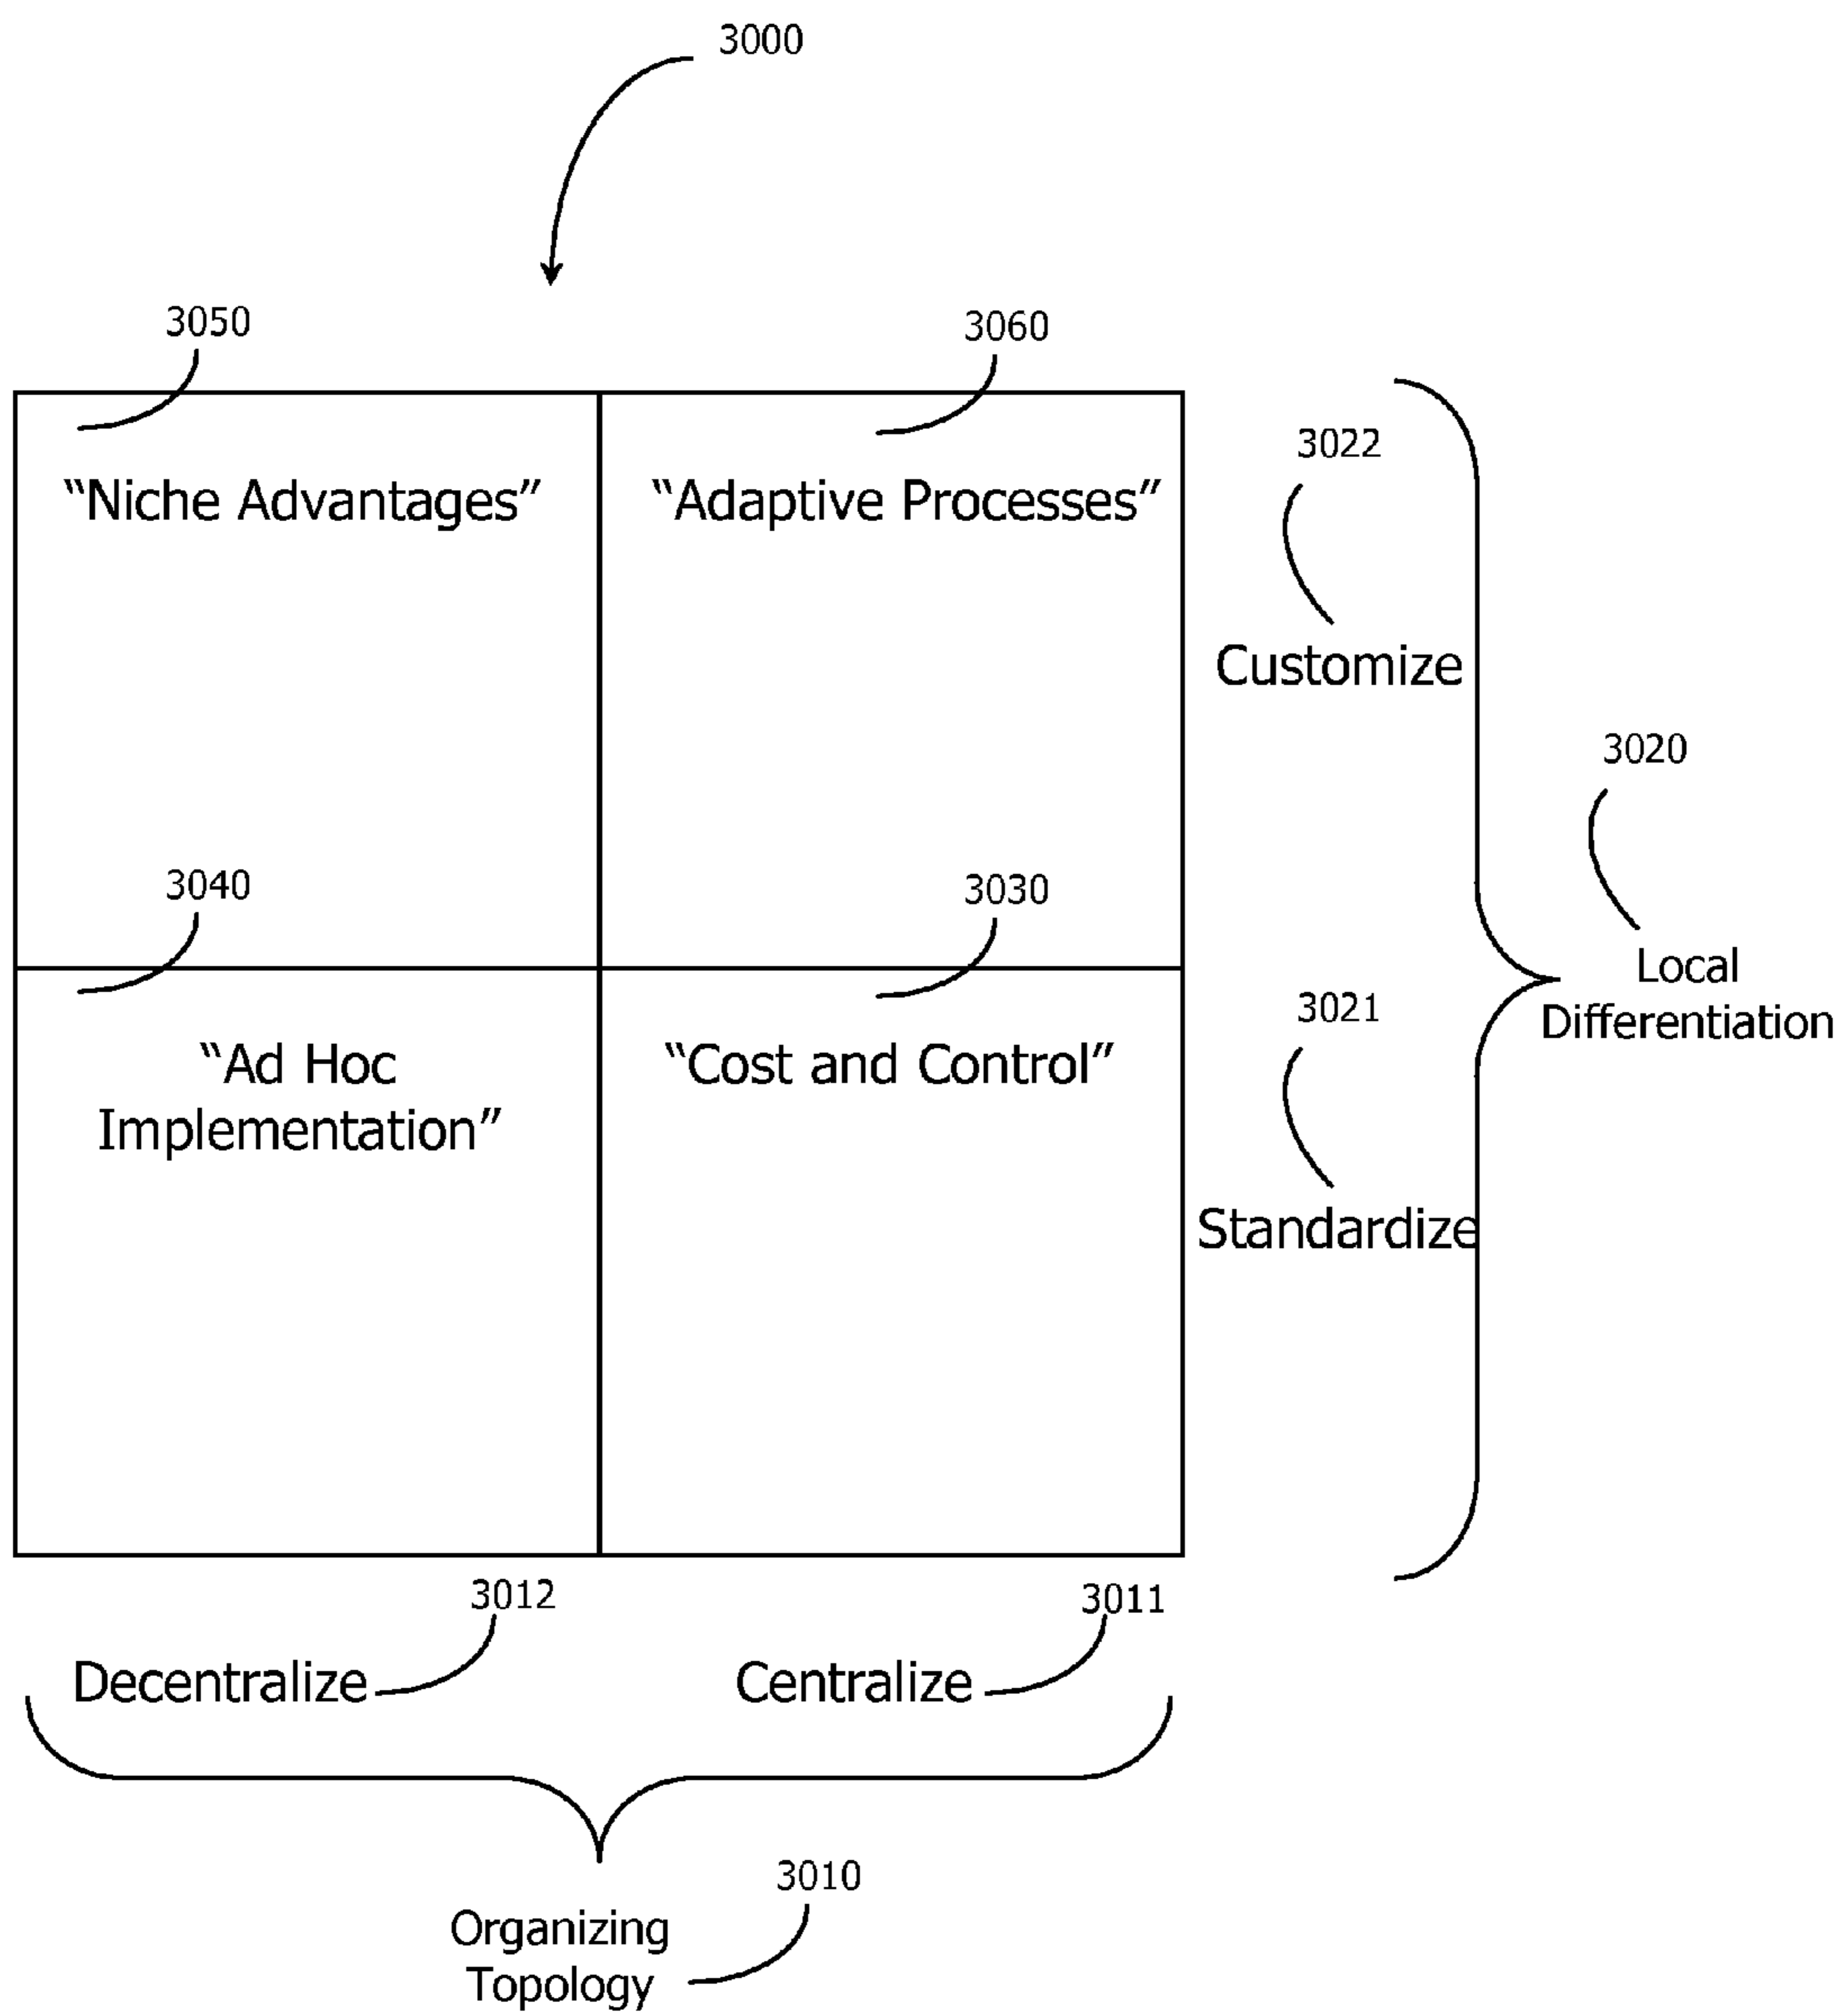 3000
3050
3060
“Niche Advantages”
“Adaptive Processes”
3022
Customize
3020
Local
Differentiation
3040
3030
“Ad Hoc
Implementation”
“Cost and Control”
3021
Standardize
3012
3011
Decentralize
Centralize
3010
Organizing
Topology